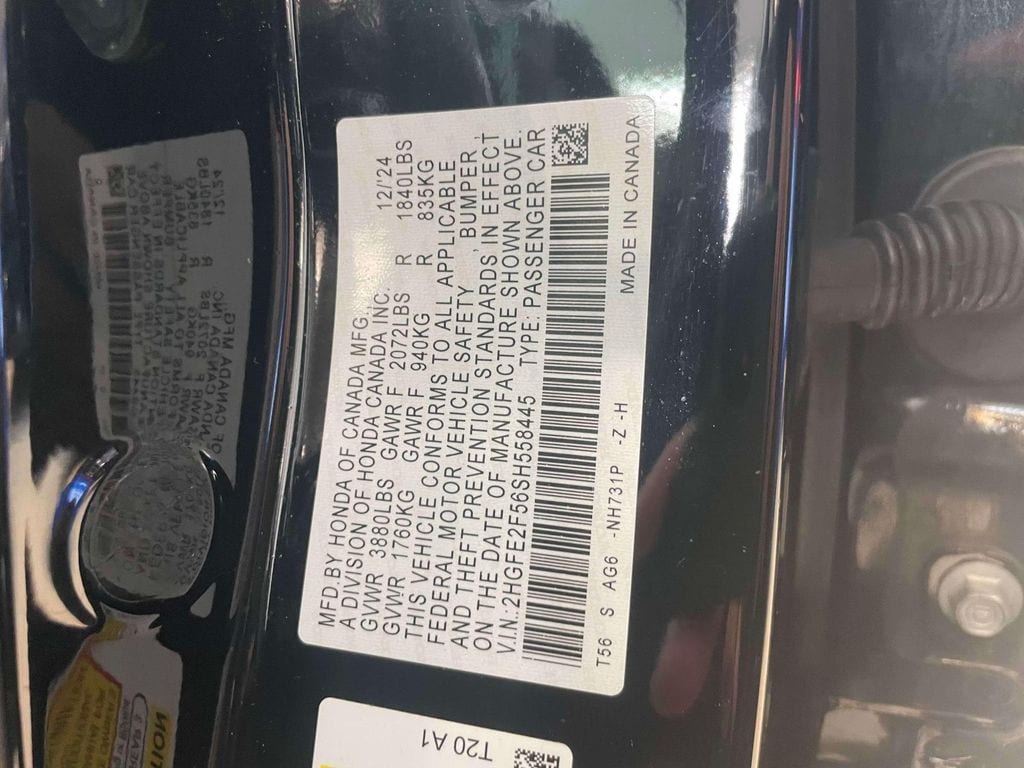 MFD.BY HONDA OF CANADA MFG.
A DIVISION OF HONDA CANADA INC. 12/'24
GVWR 3880LBS GAWR F 2072LBS R 1840LBS
GVWR 1760KG GAWR F 940KG R 835KG
THIS VEHICLE CONFORMS TO ALL APPLICABLE
FEDERAL MOTOR VEHICLE SAFETY, BUMPER,
AND THEFT PREVENTION STANDARDS IN EFFECT
ON THE DATE OF MANUFACTURE SHOWN ABOVE.
V.I.N.:2HGFE2F56SH558445 TYPE: PASSENGER CAR
T56 S AG6 -NH731P -Z -H
MADE IN CANADA
T20 A1